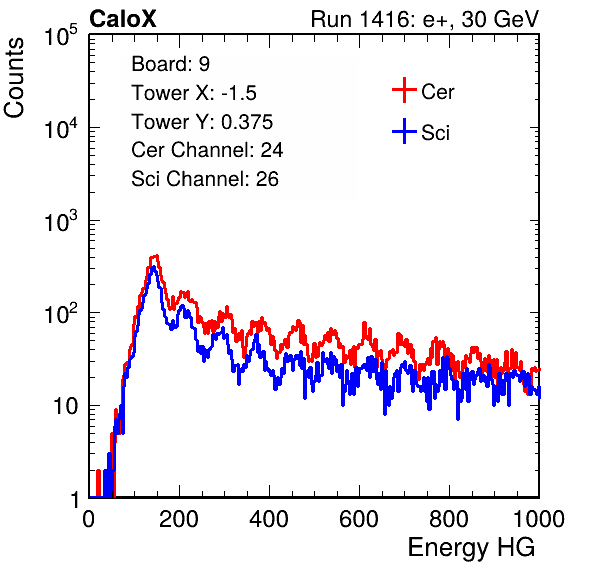 CaloX Run 1416: e+, 30 GeV
Counts
Board: 9
Tower X: -1.5
Tower Y: 0.375
Cer Channel: 24
Sci Channel: 26
Cer
Sci
10^5
10^4
10^3
10^2
10
1
0 200 400 600 800 1000
Energy HG